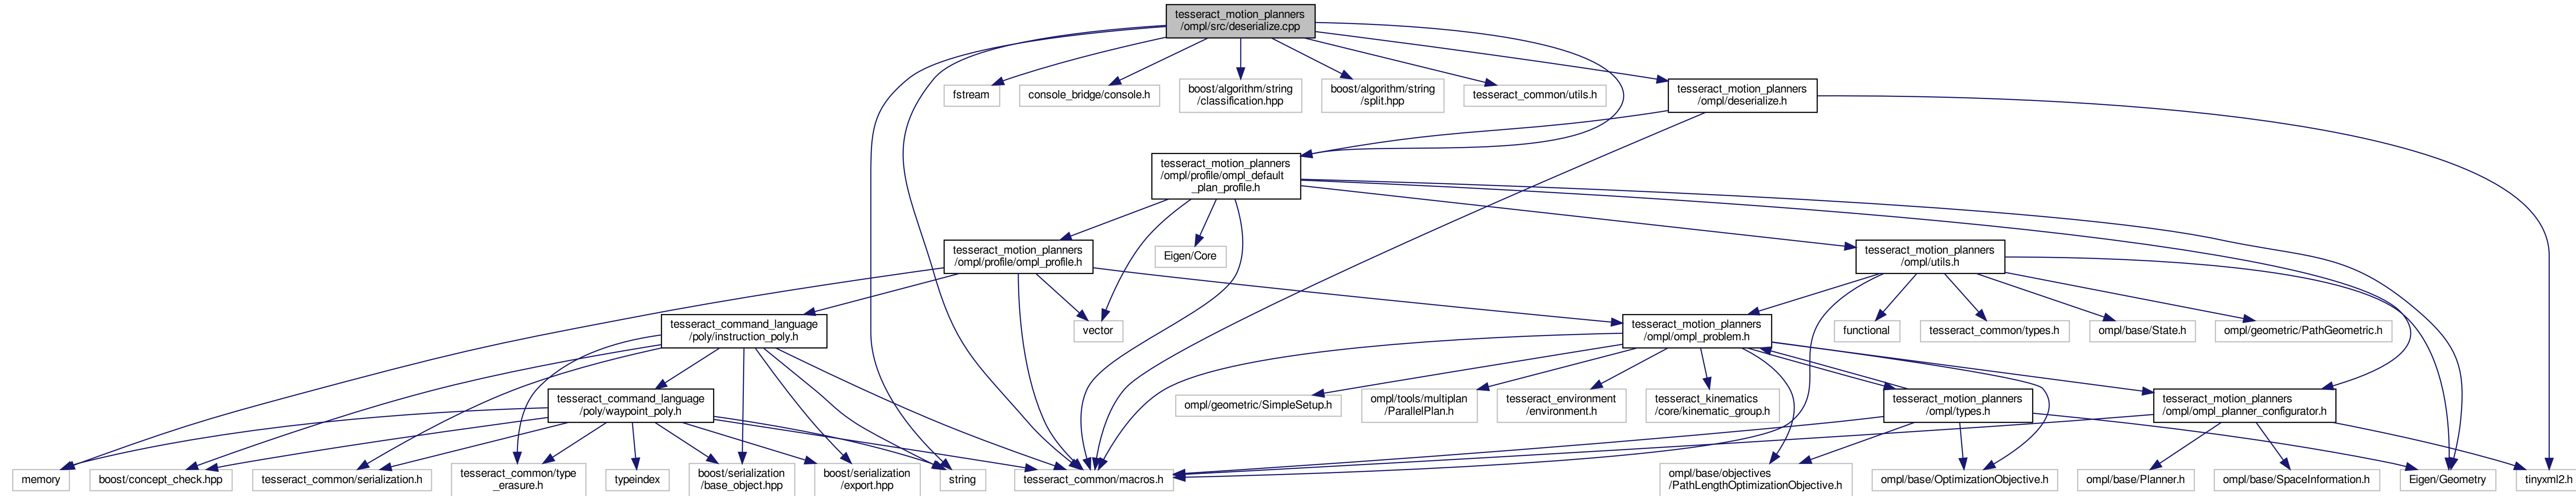 tesseract_motion_planners
/ompl/src/deserialize.cpp
fstream
console_bridge/console.h
boost/algorithm/string
/classification.hpp
boost/algorithm/string
/split.hpp
tesseract_common/utils.h
tesseract_motion_planners
/ompl/deserialize.h
tesseract_motion_planners
/ompl/profile/ompl_default
_plan_profile.h
tesseract_motion_planners
/ompl/profile/ompl_profile.h
Eigen/Core
tesseract_motion_planners
/ompl/utils.h
tesseract_command_language
/poly/instruction_poly.h
vector
tesseract_motion_planners
/ompl/ompl_problem.h
functional
tesseract_common/types.h
ompl/base/State.h
ompl/geometric/PathGeometric.h
tesseract_command_language
/poly/waypoint_poly.h
ompl/geometric/SimpleSetup.h
ompl/tools/multiplan
/ParallelPlan.h
tesseract_environment
/environment.h
tesseract_kinematics
/core/kinematic_group.h
tesseract_motion_planners
/ompl/types.h
tesseract_motion_planners
/ompl/ompl_planner_configurator.h
memory
boost/concept_check.hpp
tesseract_common/serialization.h
tesseract_common/type
_erasure.h
typeindex
boost/serialization
/base_object.hpp
boost/serialization
/export.hpp
string
tesseract_common/macros.h
ompl/base/objectives
/PathLengthOptimizationObjective.h
ompl/base/OptimizationObjective.h
ompl/base/Planner.h
ompl/base/SpaceInformation.h
Eigen/Geometry
tinyxml2.h